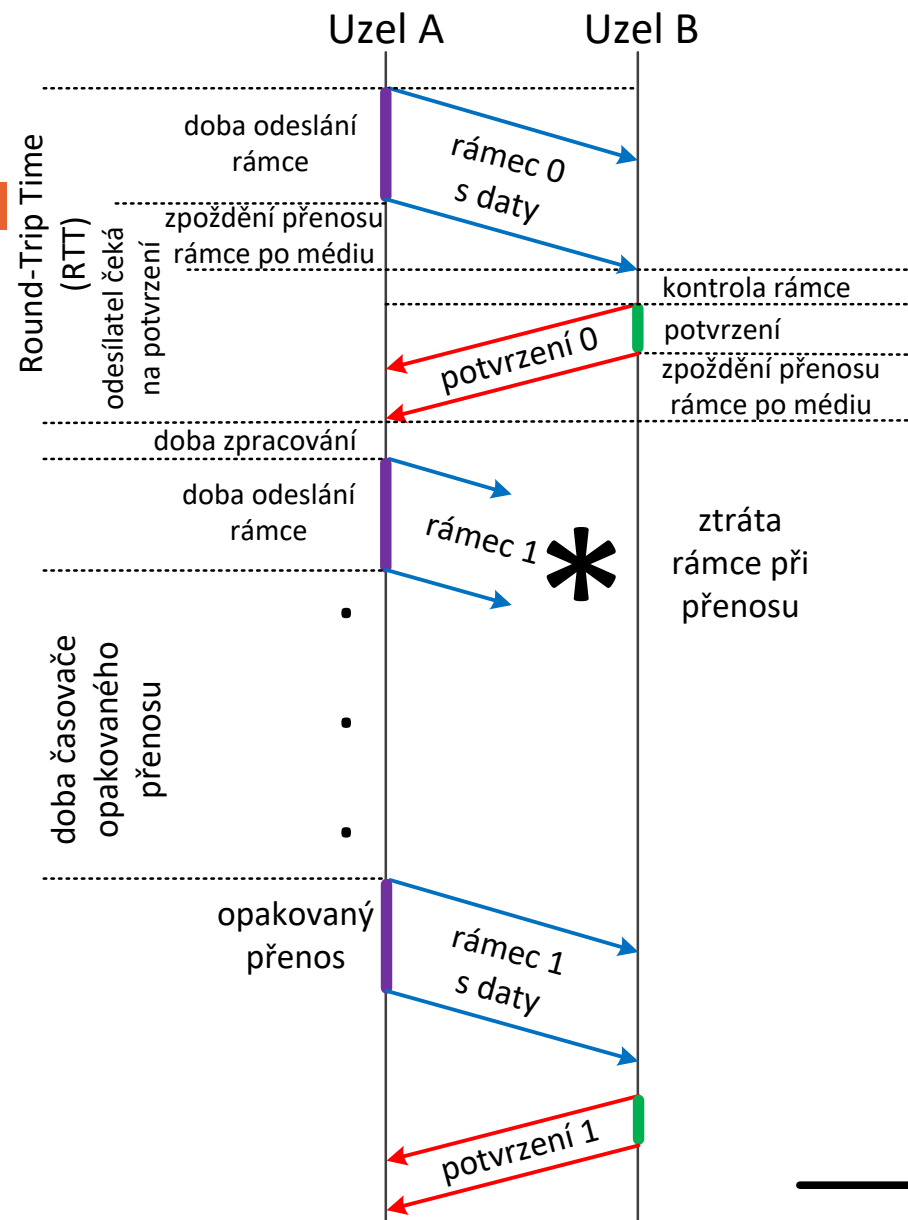 Uzel A
Uzel B
doba odeslání
rámce
rámec 0
s daty
Round-Trip Time
(RTT)
odesílatel čeká
na potvrzení
zpoždění přenosu
rámce po médiu
kontrola rámce
potvrzení 0
potvrzení
zpoždění přenosu
rámce po médiu
doba zpracování
doba odeslání
rámce
rámec 1
*
ztráta
rámce při
přenosu
doba časovače
opakovaného
přenosu
opakovaný
přenos
rámec 1
s daty
potvrzení 1